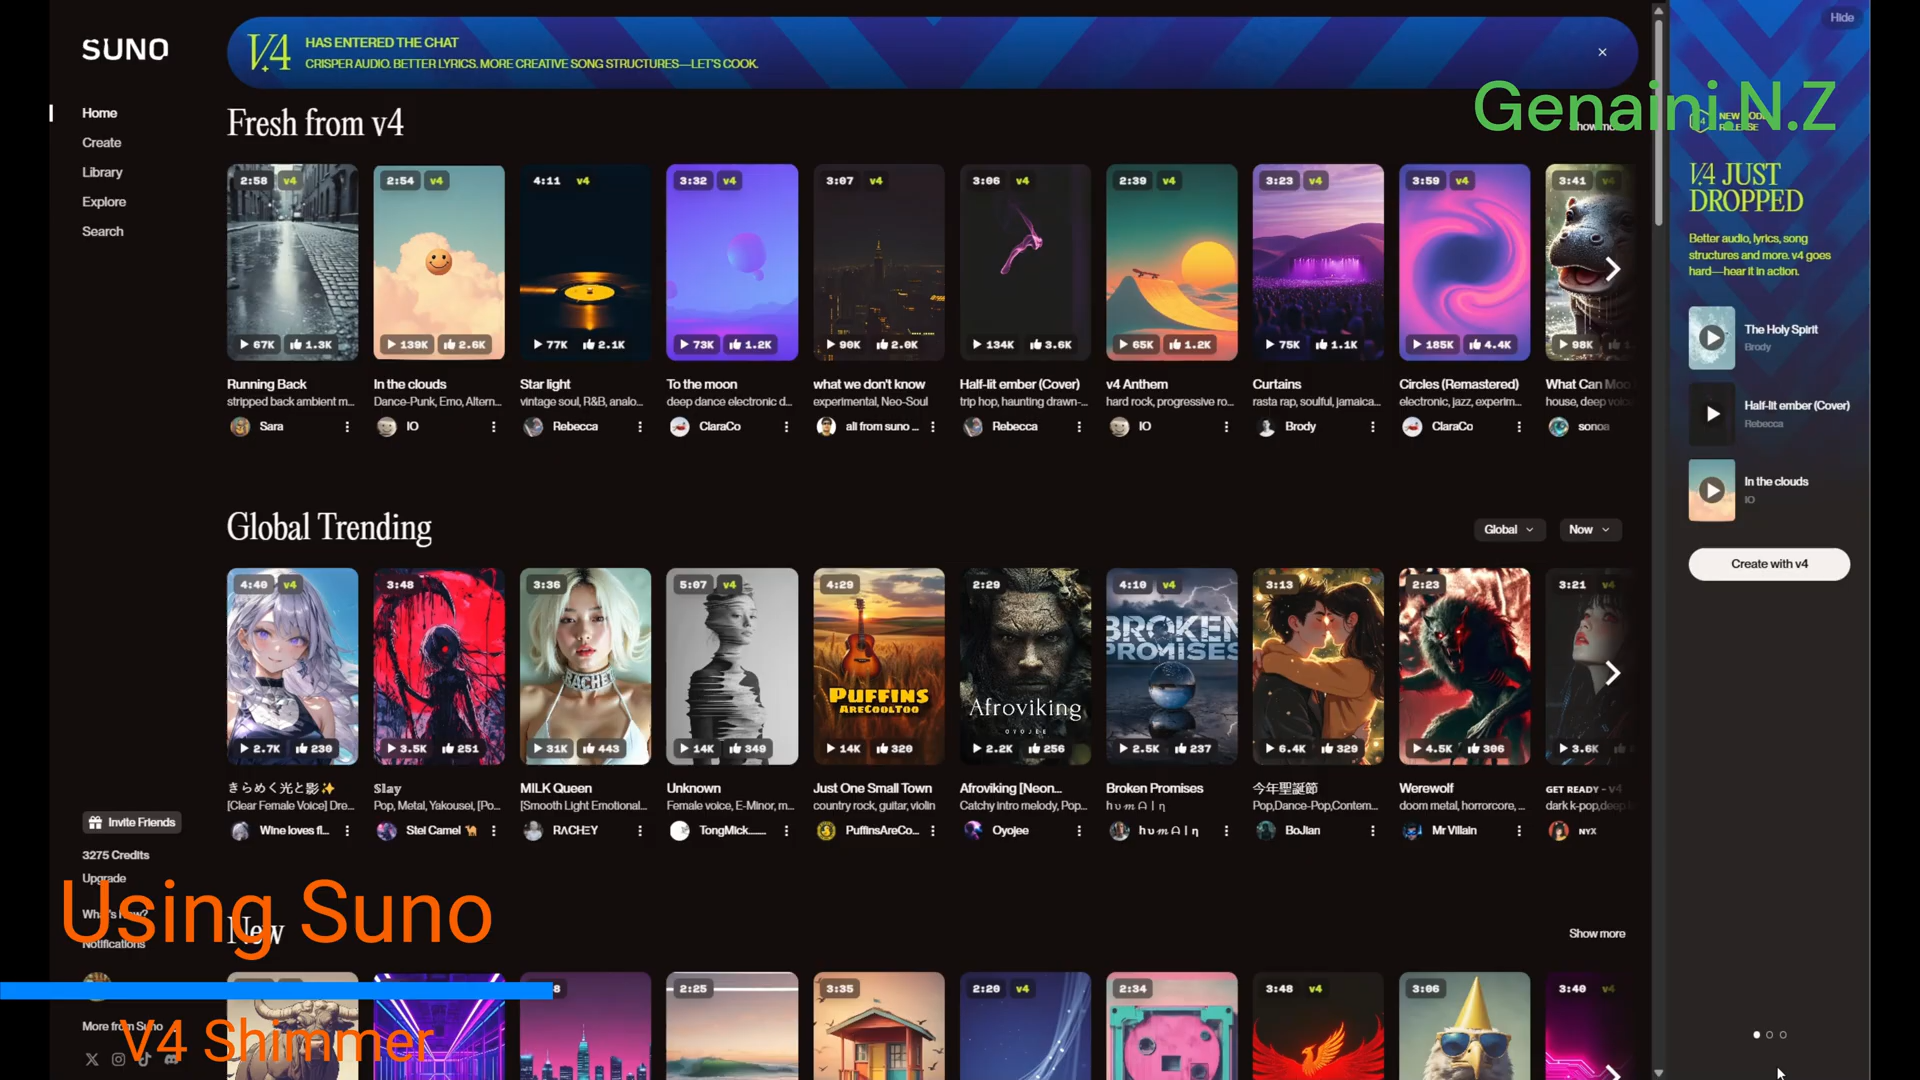 SUNO
Home
Create
Library
Explore
Search
V4
HAS ENTERED THE CHAT
CRISPER AUDIO. BETTER LYRICS. MORE CREATIVE SONG STRUCTURES—LET'S COOK.
Hide
Genaini.N.Z
Fresh from v4
2:58 v4
67K 1.3K
Running Back
stripped back ambient m...
Sara
2:54 v4
139K 2.6K
In the clouds
Dance-Punk, Emo, Altern...
IO
4:11 v4
77K 2.1K
Star light
vintage soul, R&B, analo...
Rebecca
3:32 v4
73K 1.2K
To the moon
deep dance electronic d...
ClaraCo
3:07 v4
90K 2.0K
what we don't know
experimental, Neo-Soul
all from suno ...
3:06 v4
134K 3.6K
Half-lit ember (Cover)
trip hop, haunting drawn-...
Rebecca
2:39 v4
65K 1.2K
v4 Anthem
hard rock, progressive ro...
IO
3:23 v4
75K 1.1K
Curtains
rasta rap, soulful, jamaica...
Brody
3:59 v4
185K 4.4K
Circles (Remastered)
electronic, jazz, experim...
ClaraCo
3:41 v4
98K
What Can Moo
house, deep
sonoa
V4 JUST
DROPPED
Better audio, lyrics, song
structures and more. v4 goes
hard—hear it in action.
The Holy Spirit
Brody
Half-lit ember (Cover)
Rebecca
In the clouds
IO
Create with v4
Global Trending
Global
Now
4:40 v4
2.7K 230
きらめく光と影✨
[Clear Female Voice] Dre...
Wine loves fl...
3:48
3.5K 251
Slay
Pop, Metal, Yakousei, [Po...
Stel Camel 🐪
3:36
RACHE
31K 443
MILK Queen
[Smooth Light Emotional...
RΛCHΞY
5:07 v4
14K 349
Unknown
Female voice, E-Minor, m...
TongMick......
4:29
PUFFINS
ARECOOLTOO
14K 320
Just One Small Town
country rock, guitar, violin
PuffinsAreCo...
2:29
Afroviking
OYOJEE
2.2K 256
Afroviking [Neon...
Catchy intro melody, Pop...
Oyojee
4:10 v4
BROKEN
PROMISES
2.5K 237
Broken Promises
3:13
6.4K 329
今年聖誕節
Pop,Dance-Pop,Contem...
BoJian
2:23
4.5K 306
Werewolf
doom metal, horrorcore, ...
Mr Villain
3:21 v4
3.6K
GET READY - v4
dark k-pop,deep
NYX
Invite Friends
3275 Credits
Upgrade
What's New?
Notifications
More from Suno
Using Suno
V4 Shimmer
New
Show more
2:25
3:35
2:20 v4
2:34
3:48 v4
3:06
3:40 v4